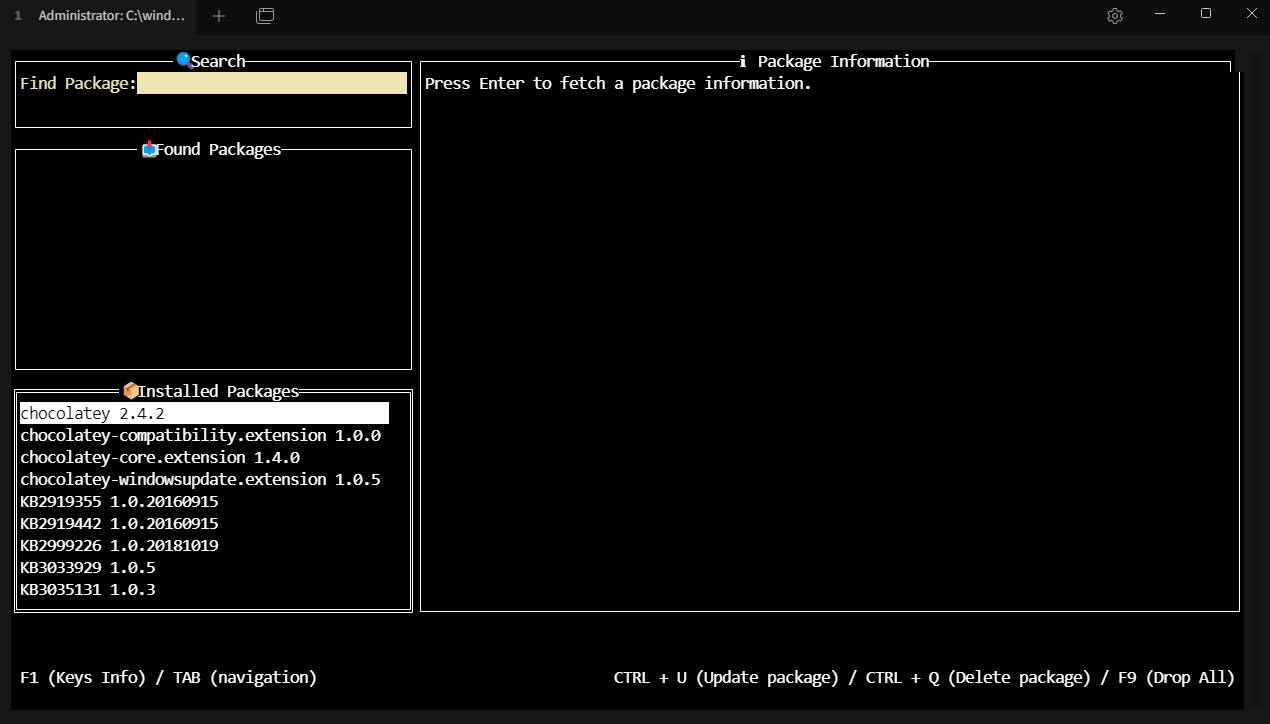 1 Administrator: C:\wind...
Search
Find Package:
Found Packages
Installed Packages
chocolatey 2.4.2
chocolatey-compatibility.extension 1.0.0
chocolatey-core.extension 1.4.0
chocolatey-windowsupdate.extension 1.0.5
KB2919355 1.0.20160915
KB2919442 1.0.20160915
KB2999226 1.0.20181019
KB3033929 1.0.5
KB3035131 1.0.3
ℹ Package Information
Press Enter to fetch a package information.
F1 (Keys Info) / TAB (navigation)
CTRL + U (Update package) / CTRL + Q (Delete package) / F9 (Drop All)